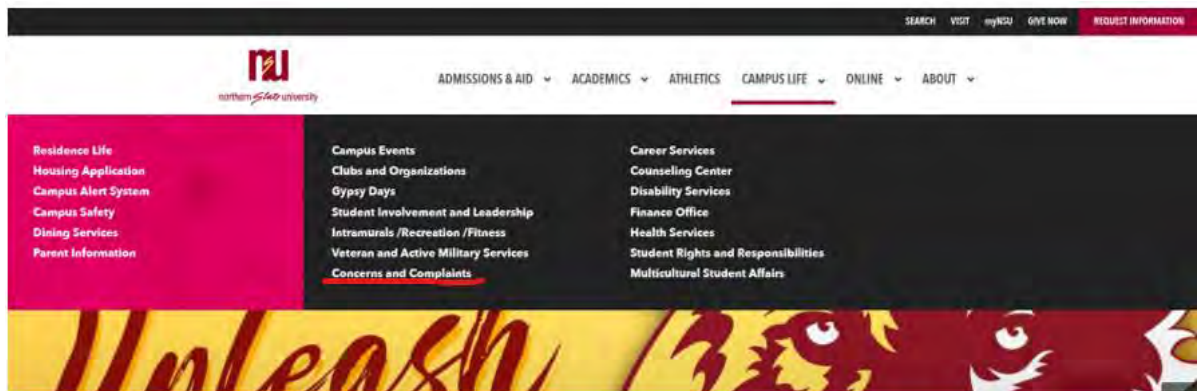 SEARCH VISIT myNSU GIVE NOW REQUEST INFORMATION
nsu
northern State university
ADMISSIONS & AID ACADEMICS ATHLETICS CAMPUS LIFE ONLINE ABOUT
Residence Life
Housing Application
Campus Alert System
Campus Safety
Dining Services
Parent Information
Campus Events
Clubs and Organizations
Gypsy Days
Student Involvement and Leadership
Intramurals /Recreation /Fitness
Veteran and Active Military Services
Concerns and Complaints
Career Services
Counseling Center
Disability Services
Finance Office
Health Services
Student Rights and Responsibilities
Multicultural Student Affairs
Unleash